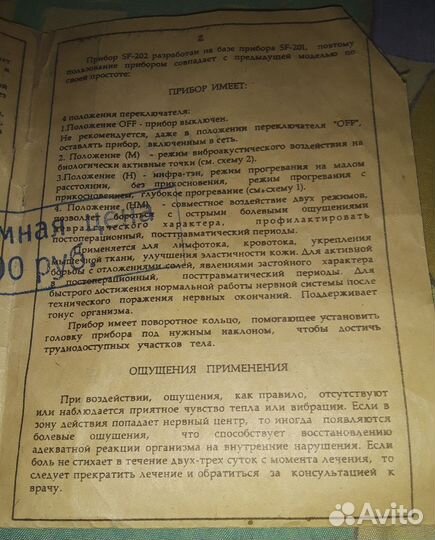 2
Прибор SF-202 разработан на базе прибора SF-201, поэтому
пользование прибором совпадает с предыдущей моделью по
своей простоте:
ПРИБОР ИМЕЕТ:
4 положения переключателя:
1.Положение OFF - прибор выключен.
Не рекомендуется, даже в положении переключателя "OFF",
оставлять прибор, включенным в сеть.
2. Положение (М) - режим виброакустического воздействия на
биологически активные точки (см. схему 2).
3.Положение (Н) - инфра-тэн, режим прогревания на малом
расстоянии, без прикосновения, режим прогревания с
прикосновением, глубокое прогревание (см. схему 1).
4. Положение (НМ) - совместное воздействие двух режимов,
позволяет бороться с острыми болевыми ощущениями
невралгического характера, профилактировать
постоперационный, посттравматический периоды.
Применяется для лимфотока, кровотока, укрепления
мышечной ткани, улучшения эластичности кожи. Для активной
борьбы с отложениями солей, явлениями застойного характера
в постоперационный, посттравматический периоды. Для
быстрого достижения нормальной работы нервной системы после
технического поражения нервных окончаний. Поддерживает
тонус организма.
Прибор имеет поворотное кольцо, помогающее установить
головку прибора под нужным наклоном, чтобы достичь
труднодоступных участков тела.
ОЩУЩЕНИЯ ПРИМЕНЕНИЯ
При воздействии, ощущения, как правило, отсутствуют
или наблюдается приятное чувство тепла или вибрации. Если в
зону действия попадает нервный центр, то иногда появляются
болевые ощущения, что способствует восстановлению
адекватной реакции организма на внутренние нарушения. Если
боль не стихает в течение двух-трех суток с момента лечения, то
следует прекратить лечение и обратиться за консультацией к
врачу.
мная цена
00 руб.
Avito